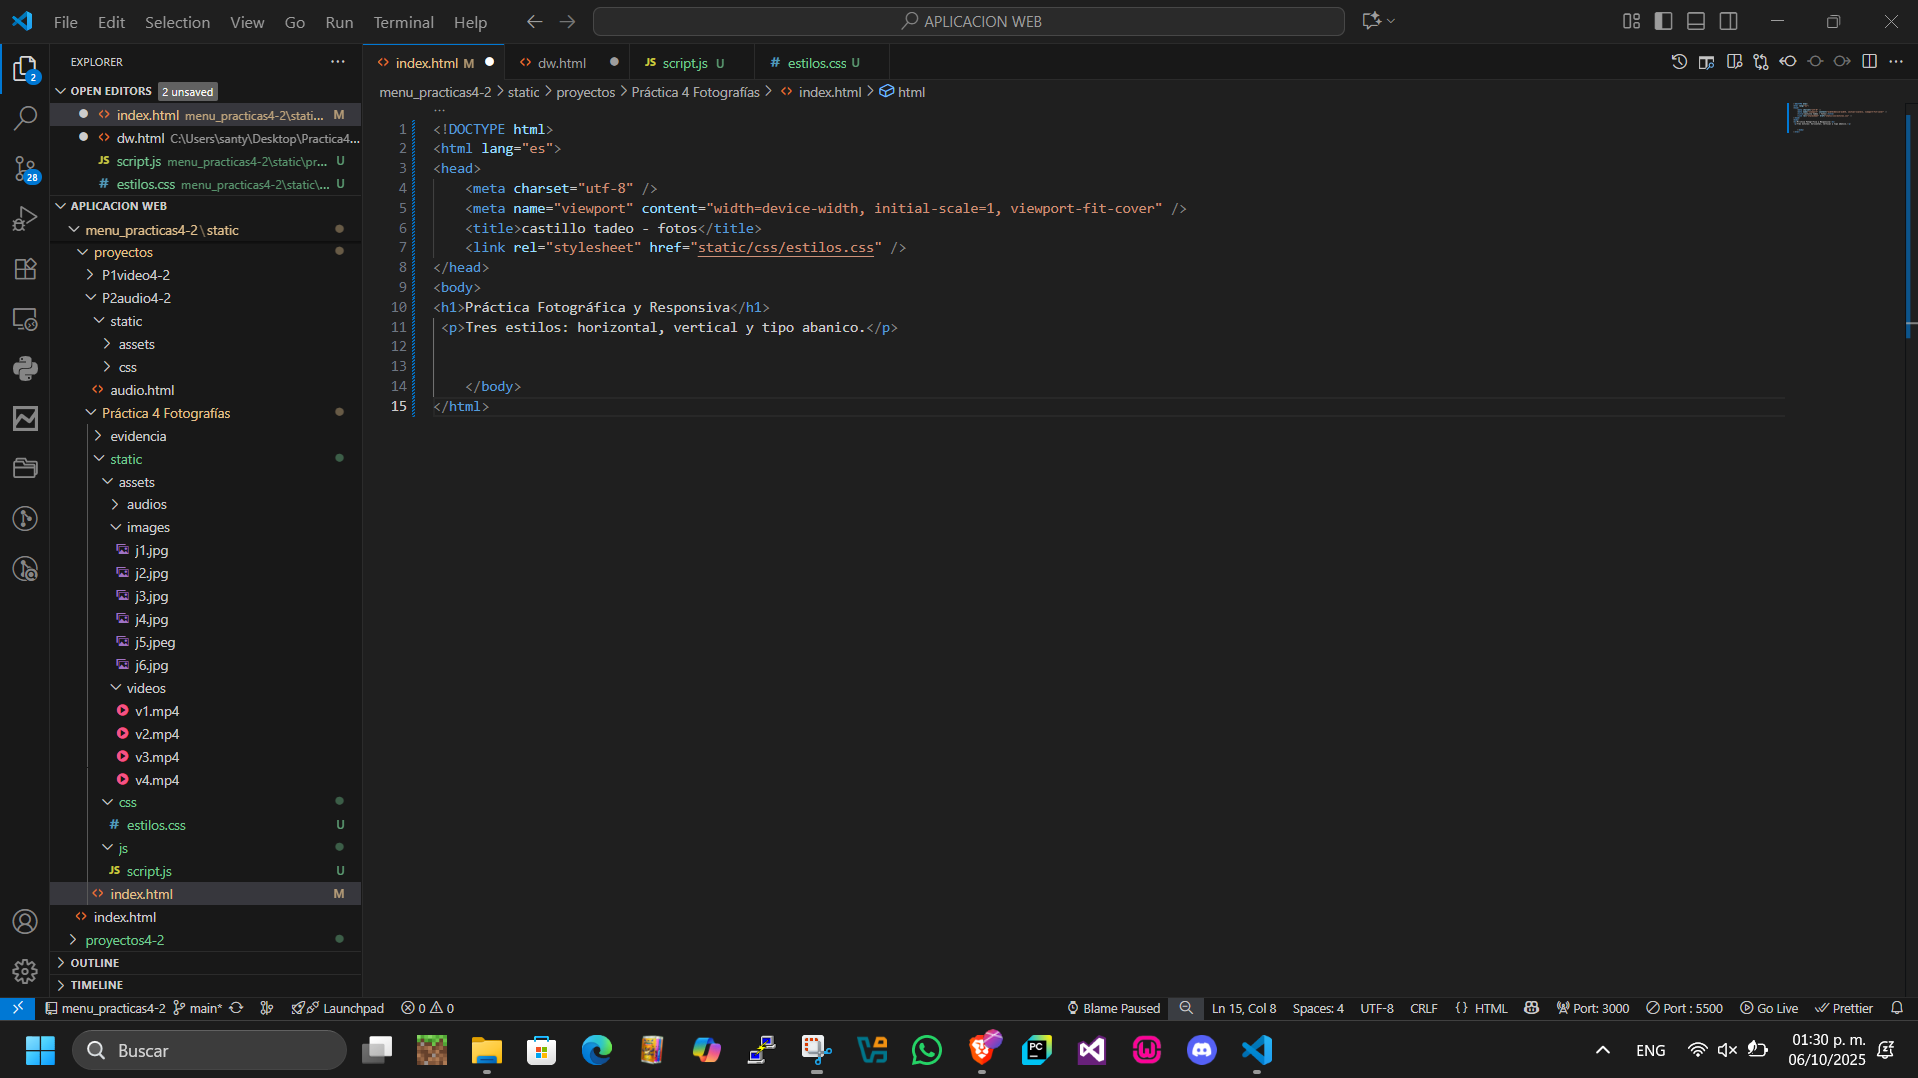 File Edit Selection View Go Run Terminal Help
APLICACION WEB
EXPLORER
index.html M
dw.html
JS script.js U
# estilos.css U
OPEN EDITORS 2 unsaved
index.html menu_practicas4-2\stati... M
dw.html C:\Users\santy\Desktop\Practica4...
JS script.js menu_practicas4-2\static\pr... U
# estilos.css menu_practicas4-2\static\... U
APLICACION WEB
menu_practicas4-2\static
proyectos
P1video4-2
P2audio4-2
static
assets
css
audio.html
Práctica 4 Fotografías
evidencia
static
assets
audios
images
j1.jpg
j2.jpg
j3.jpg
j4.jpg
j5.jpeg
j6.jpg
videos
v1.mp4
v2.mp4
v3.mp4
v4.mp4
css
# estilos.css U
js
JS script.js U
index.html M
index.html
proyectos4-2
OUTLINE
TIMELINE
menu_practicas4-2 > static > proyectos > Práctica 4 Fotografías > index.html > html
...
1 <!DOCTYPE html>
2 <html lang="es">
3 <head>
4 <meta charset="utf-8" />
5 <meta name="viewport" content="width=device-width, initial-scale=1, viewport-fit-cover" />
6 <title>castillo tadeo - fotos</title>
7 <link rel="stylesheet" href="static/css/estilos.css" />
8 </head>
9 <body>
10 <h1>Práctica Fotográfica y Responsiva</h1>
11 <p>Tres estilos: horizontal, vertical y tipo abanico.</p>
12
13
14 </body>
15 </html>
2
28
menu_practicas4-2 main* Launchpad 0 0
Blame Paused Ln 15, Col 8 Spaces: 4 UTF-8 CRLF {} HTML Port: 3000 Port : 5500 Go Live Prettier
Buscar
PC
ENG
01:30 p. m.
06/10/2025